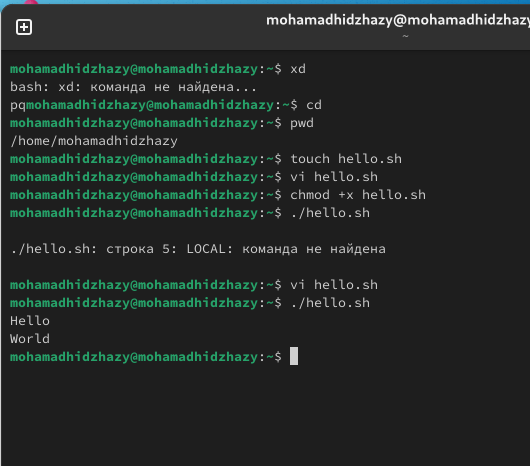 mohamadhidzhazy@mohamadhidzhazy
~
mohamadhidzhazy@mohamadhidzhazy:~$ xd
bash: xd: команда не найдена...
pqmohamadhidzhazy@mohamadhidzhazy:~$ cd
mohamadhidzhazy@mohamadhidzhazy:~$ pwd
/home/mohamadhidzhazy
mohamadhidzhazy@mohamadhidzhazy:~$ touch hello.sh
mohamadhidzhazy@mohamadhidzhazy:~$ vi hello.sh
mohamadhidzhazy@mohamadhidzhazy:~$ chmod +x hello.sh
mohamadhidzhazy@mohamadhidzhazy:~$ ./hello.sh
./hello.sh: строка 5: LOCAL: команда не найдена
mohamadhidzhazy@mohamadhidzhazy:~$ vi hello.sh
mohamadhidzhazy@mohamadhidzhazy:~$ ./hello.sh
Hello
World
mohamadhidzhazy@mohamadhidzhazy:~$